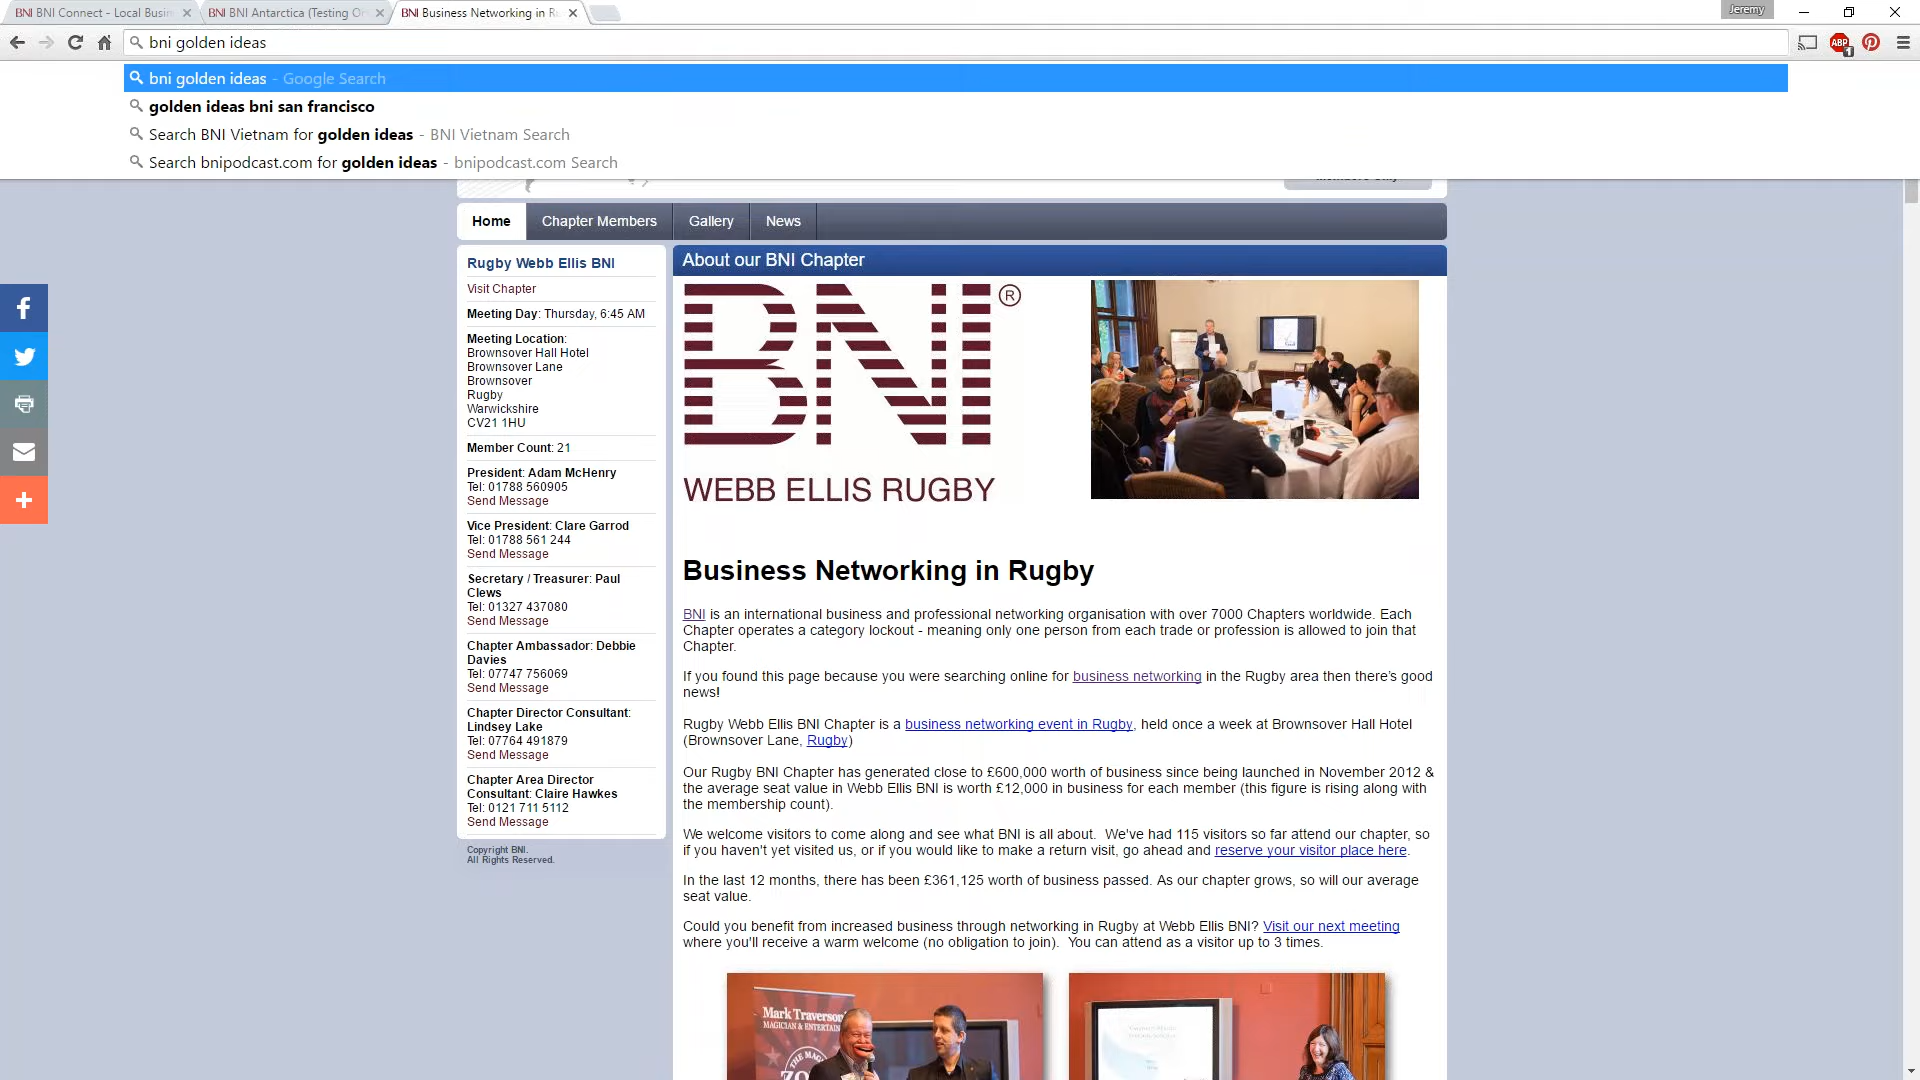 BNI BNI Connect - Local Busin
BNI BNI Antarctica (Testing On
BNI Business Networking in Ru
Jeremy
bni golden ideas
ABP
1
bni golden ideas - Google Search
golden ideas bni san francisco
Search BNI Vietnam for golden ideas - BNI Vietnam Search
Search bnipodcast.com for golden ideas - bnipodcast.com Search
Home
Chapter Members
Gallery
News
Rugby Webb Ellis BNI
Visit Chapter
Meeting Day: Thursday, 6:45 AM
Meeting Location:
Brownsover Hall Hotel
Brownsover Lane
Brownsover
Rugby
Warwickshire
CV21 1HU
Member Count: 21
President: Adam McHenry
Tel: 01788 560905
Send Message
Vice President: Clare Garrod
Tel: 01788 561 244
Send Message
Secretary / Treasurer: Paul
Clews
Tel: 01327 437080
Send Message
Chapter Ambassador: Debbie
Davies
Tel: 07747 756069
Send Message
Chapter Director Consultant:
Lindsey Lake
Tel: 07764 491879
Send Message
Chapter Area Director
Consultant: Claire Hawkes
Tel: 0121 711 5112
Send Message
Copyright BNI.
All Rights Reserved.
About our BNI Chapter
BNI ®
WEBB ELLIS RUGBY
Business Networking in Rugby
BNI is an international business and professional networking organisation with over 7000 Chapters worldwide. Each
Chapter operates a category lockout - meaning only one person from each trade or profession is allowed to join that
Chapter.
If you found this page because you were searching online for business networking in the Rugby area then there's good
news!
Rugby Webb Ellis BNI Chapter is a business networking event in Rugby, held once a week at Brownsover Hall Hotel
(Brownsover Lane, Rugby)
Our Rugby BNI Chapter has generated close to £600,000 worth of business since being launched in November 2012 &
the average seat value in Webb Ellis BNI is worth £12,000 in business for each member (this figure is rising along with
the membership count).
We welcome visitors to come along and see what BNI is all about. We've had 115 visitors so far attend our chapter, so
if you haven't yet visited us, or if you would like to make a return visit, go ahead and reserve your visitor place here.
In the last 12 months, there has been £361,125 worth of business passed. As our chapter grows, so will our average
seat value.
Could you benefit from increased business through networking in Rugby at Webb Ellis BNI? Visit our next meeting
where you'll receive a warm welcome (no obligation to join). You can attend as a visitor up to 3 times.
Mark Traversoni
MAGICIAN & ENTERTAIN
THE MAG
ZO